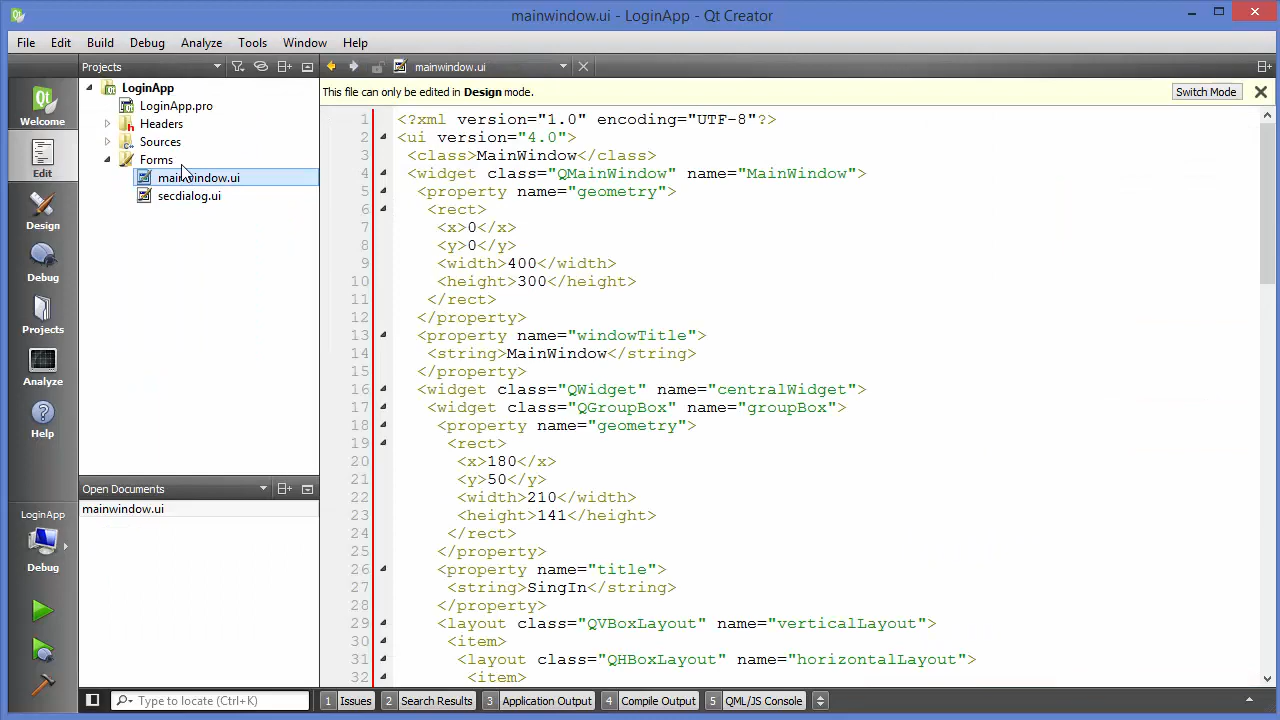 mainwindow.ui - LoginApp - Qt Creator
File Edit Build Debug Tools Analyze Window Help
Projects
mainwindow.ui
This file can only be edited in Design mode.
Switch Mode
Welcome
Edit
Design
Debug
Projects
Analyze
Help
LoginApp
Debug
LoginApp
LoginApp.pro
Headers
Sources
Forms
mainwindow.ui
secdialog.ui
Open Documents
mainwindow.ui
1 <?xml version="1.0" encoding="UTF-8"?>
2 <ui version="4.0">
3 <class>MainWindow</class>
4 <widget class="QMainWindow" name="MainWindow">
5 <property name="geometry">
6 <rect>
7 <x>0</x>
8 <y>0</y>
9 <width>400</width>
10 <height>300</height>
11 </rect>
12 </property>
13 <property name="windowTitle">
14 <string>MainWindow</string>
15 </property>
16 <widget class="QWidget" name="centralWidget">
17 <widget class="QGroupBox" name="groupBox">
18 <property name="geometry">
19 <rect>
20 <x>180</x>
21 <y>50</y>
22 <width>210</width>
23 <height>141</height>
24 </rect>
25 </property>
26 <property name="title">
27 <string>SingIn</string>
28 </property>
29 <layout class="QVBoxLayout" name="verticalLayout">
30 <item>
31 <layout class="QHBoxLayout" name="horizontalLayout">
32 <item>
Type to locate (Ctrl+K)
1 Issues 2 Search Results 3 Application Output 4 Compile Output 5 QML/JS Console